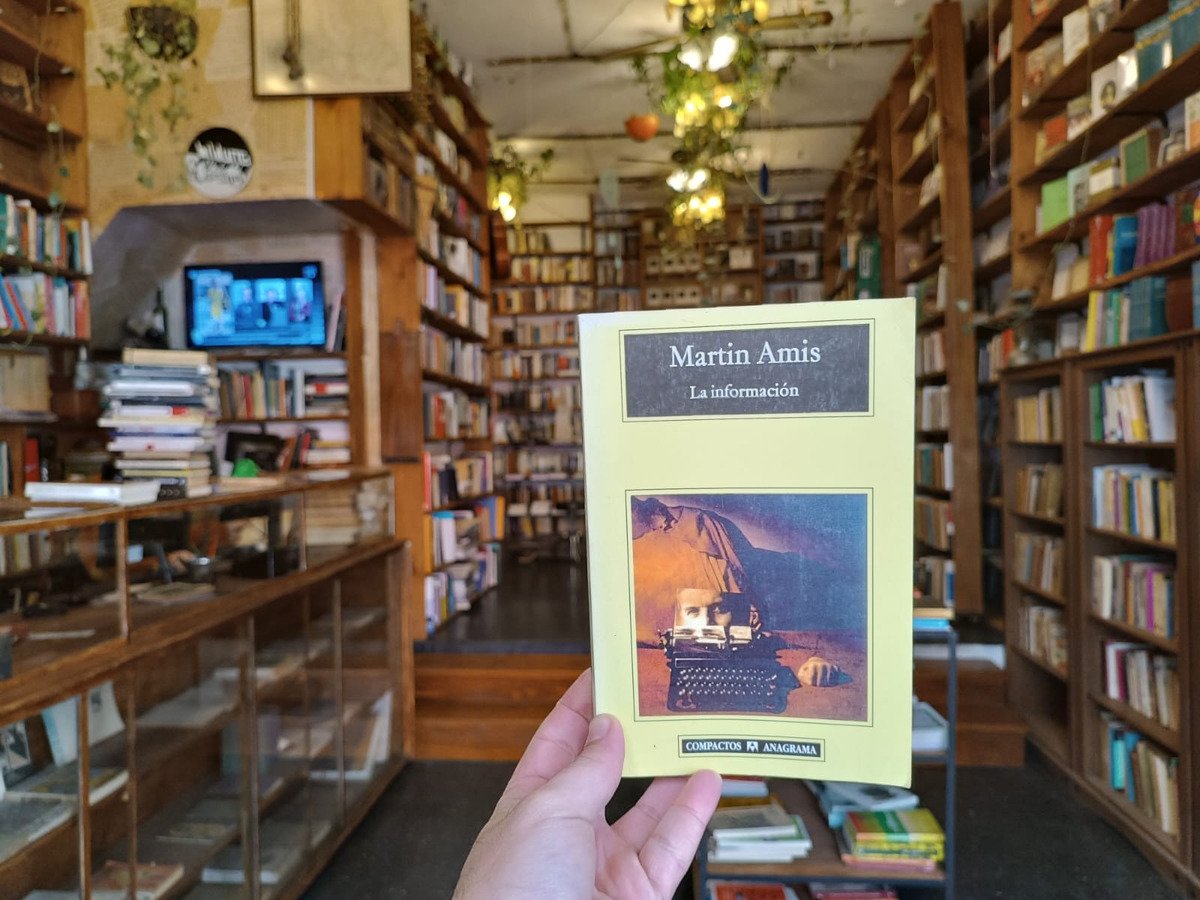 Martin Amis
La información
COMPACTOS ANAGRAMA